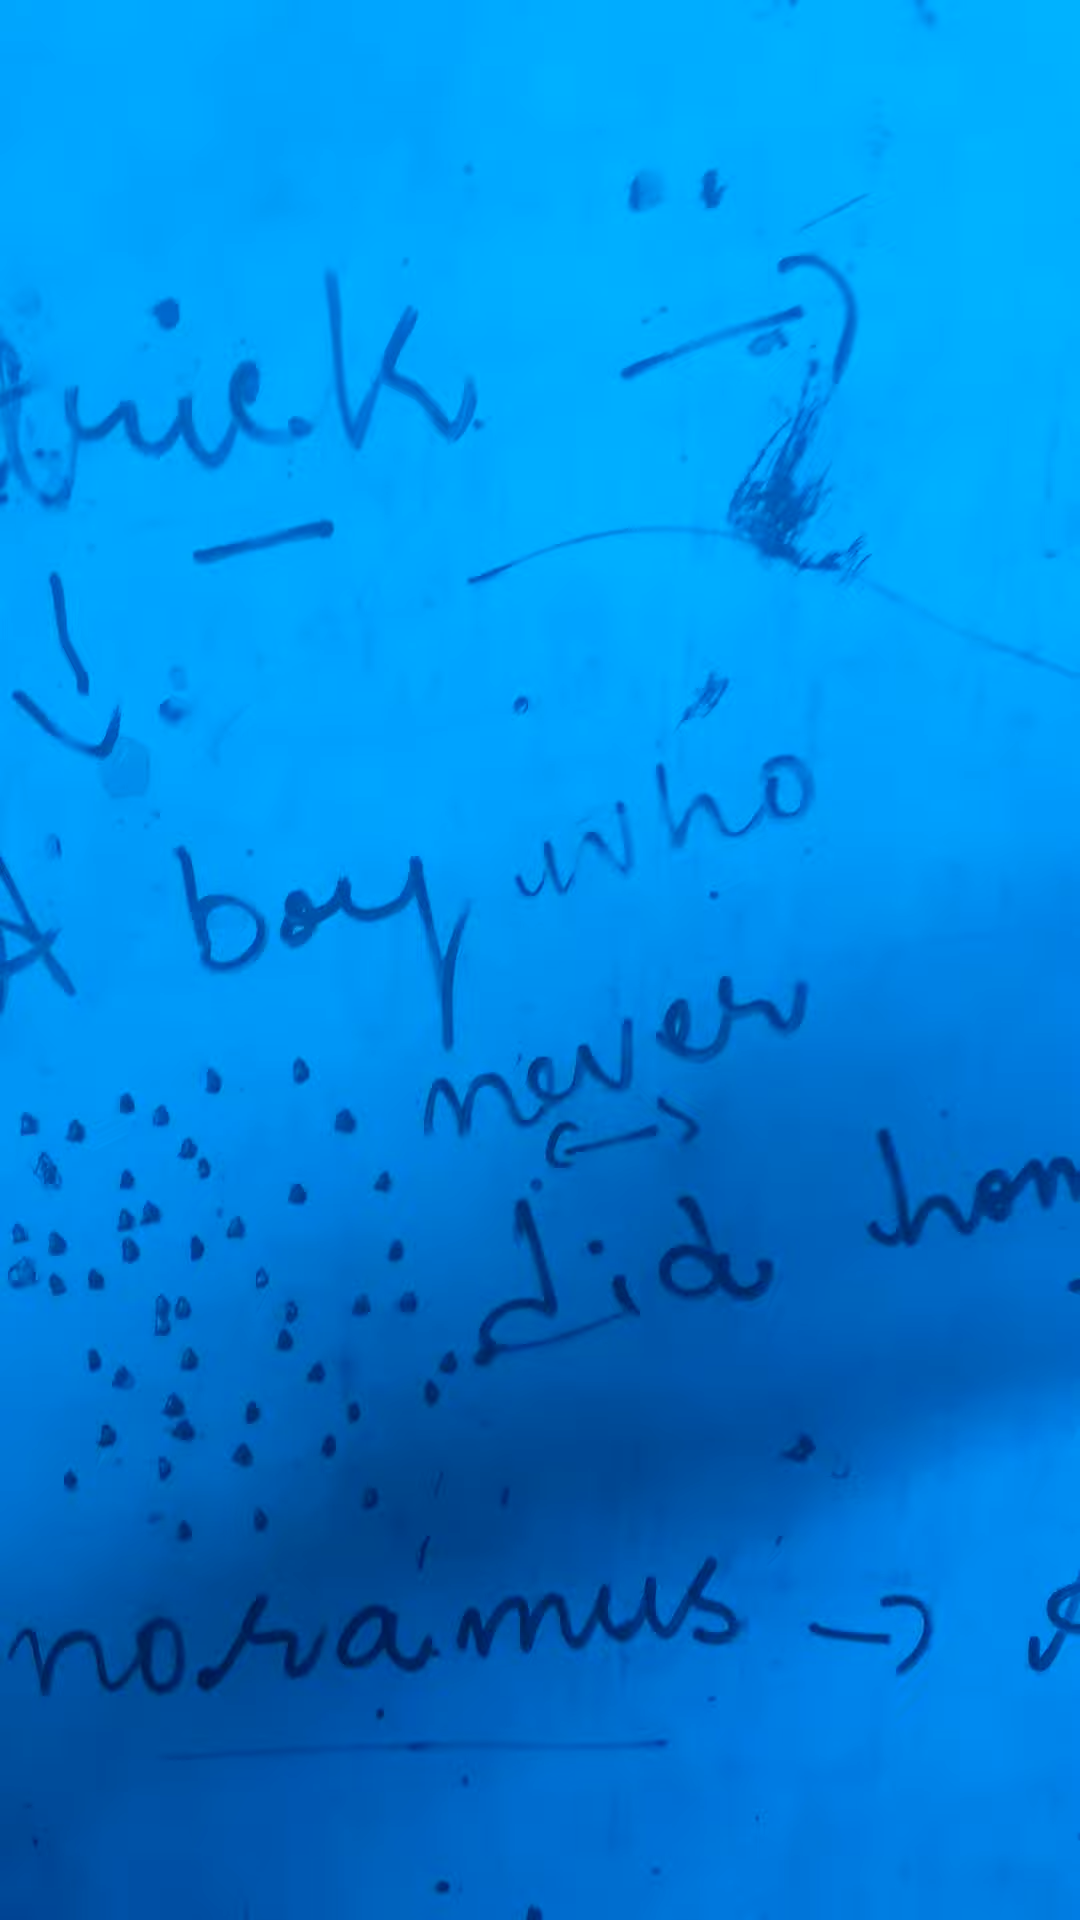 trick →
A boy who
never
did hom
noramus →